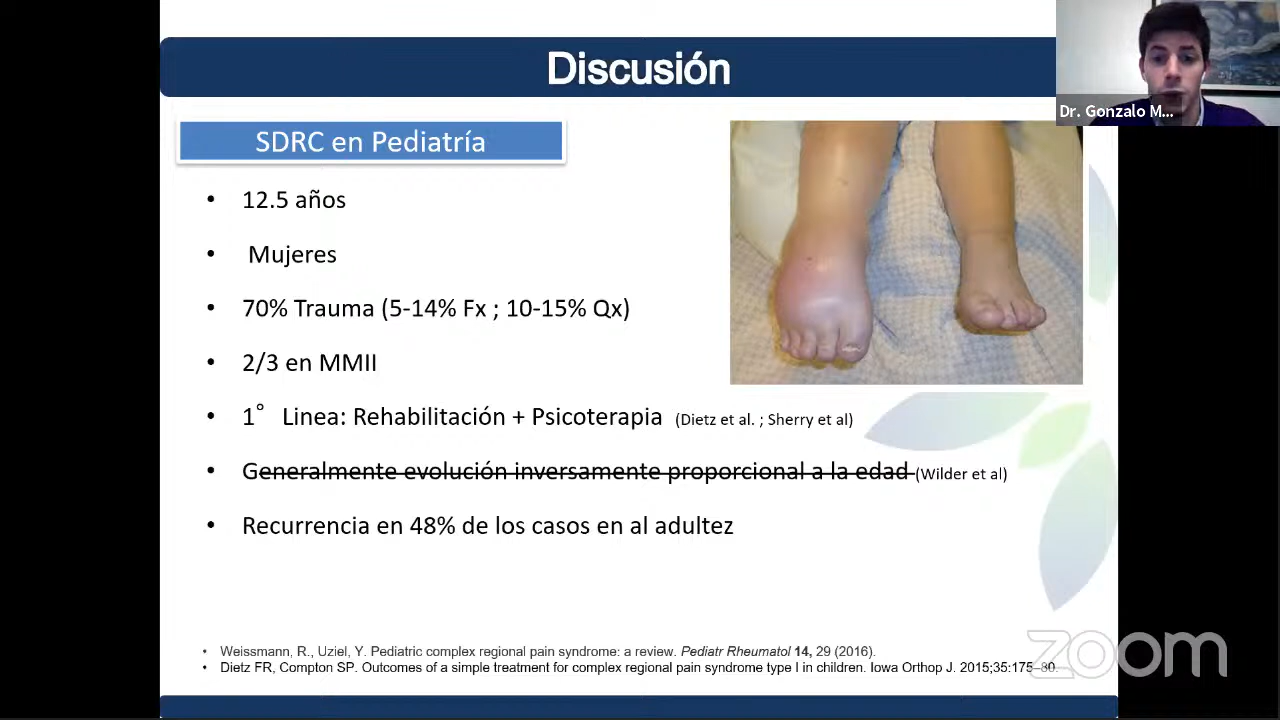 Discusión
Dr. Gonzalo M...
SDRC en Pediatría
• 12.5 años
• Mujeres
• 70% Trauma (5-14% Fx ; 10-15% Qx)
• 2/3 en MMII
• 1° Linea: Rehabilitación + Psicoterapia (Dietz et al. ; Sherry et al)
• Generalmente evolución inversamente proporcional a la edad (Wilder et al)
• Recurrencia en 48% de los casos en al adultez
• Weissmann, R., Uziel, Y. Pediatric complex regional pain syndrome: a review. Pediatr Rheumatol 14, 29 (2016).
• Dietz FR, Compton SP. Outcomes of a simple treatment for complex regional pain syndrome type I in children. Iowa Orthop J. 2015;35:175–80.
zoom